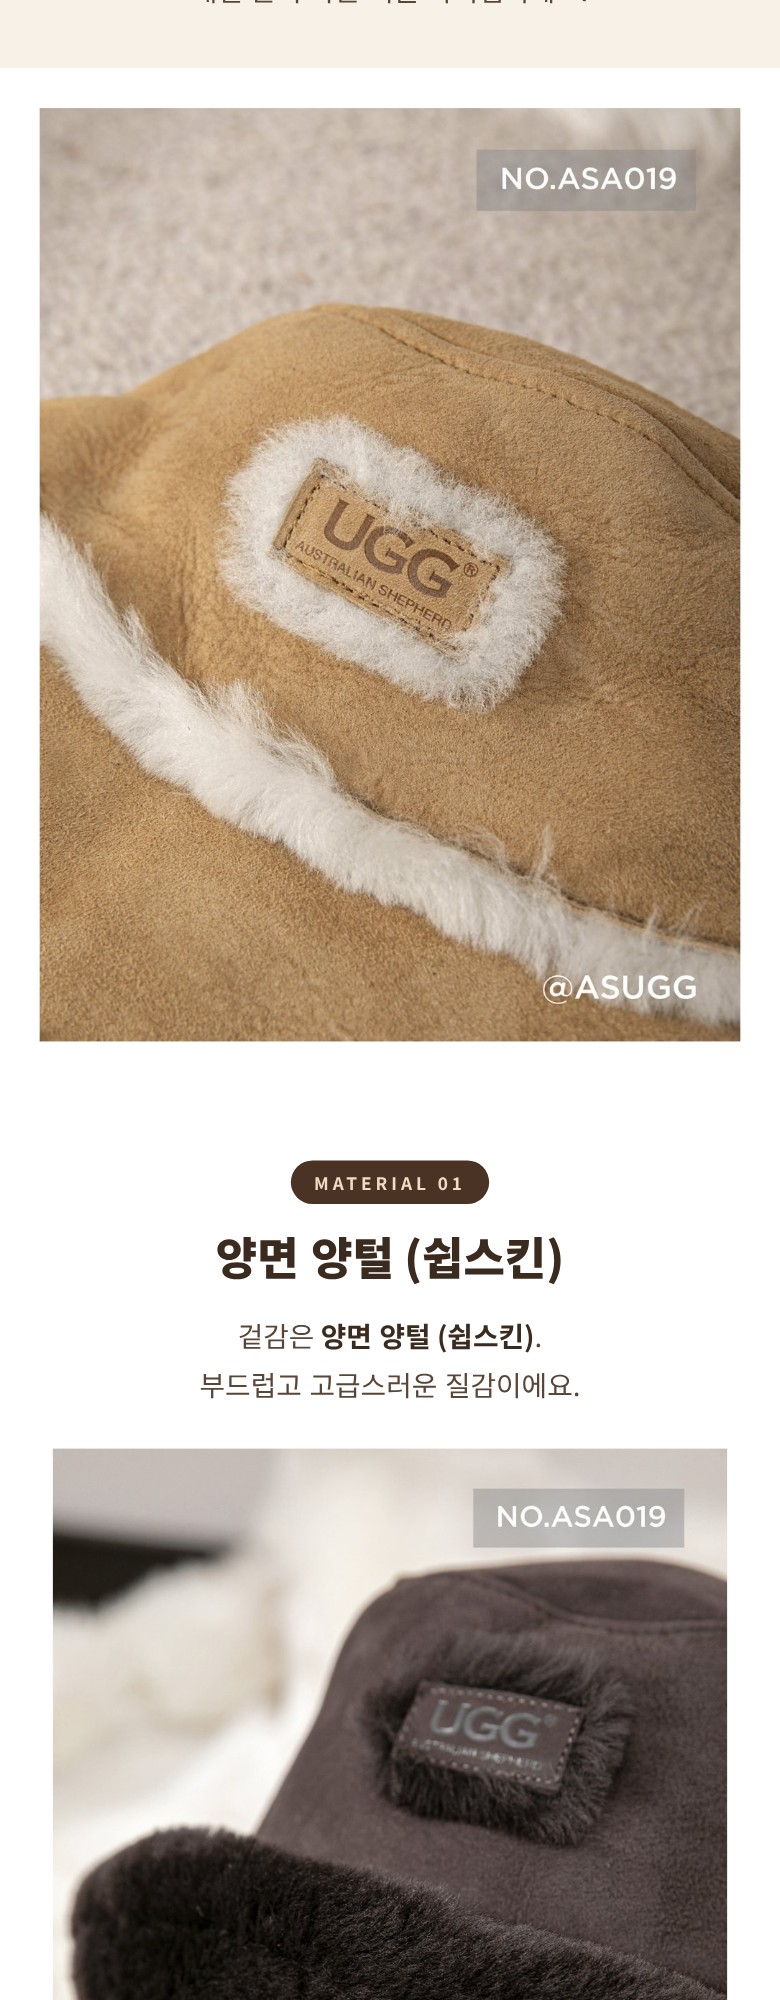 NO.ASA019
UGG®
AUSTRALIAN SHEPHERD
@ASUGG
MATERIAL 01
양면 양털 (쉽스킨)
겉감은 양면 양털 (쉽스킨).
부드럽고 고급스러운 질감이에요.
NO.ASA019
UGG®
AUSTRALIAN SHEPHERD